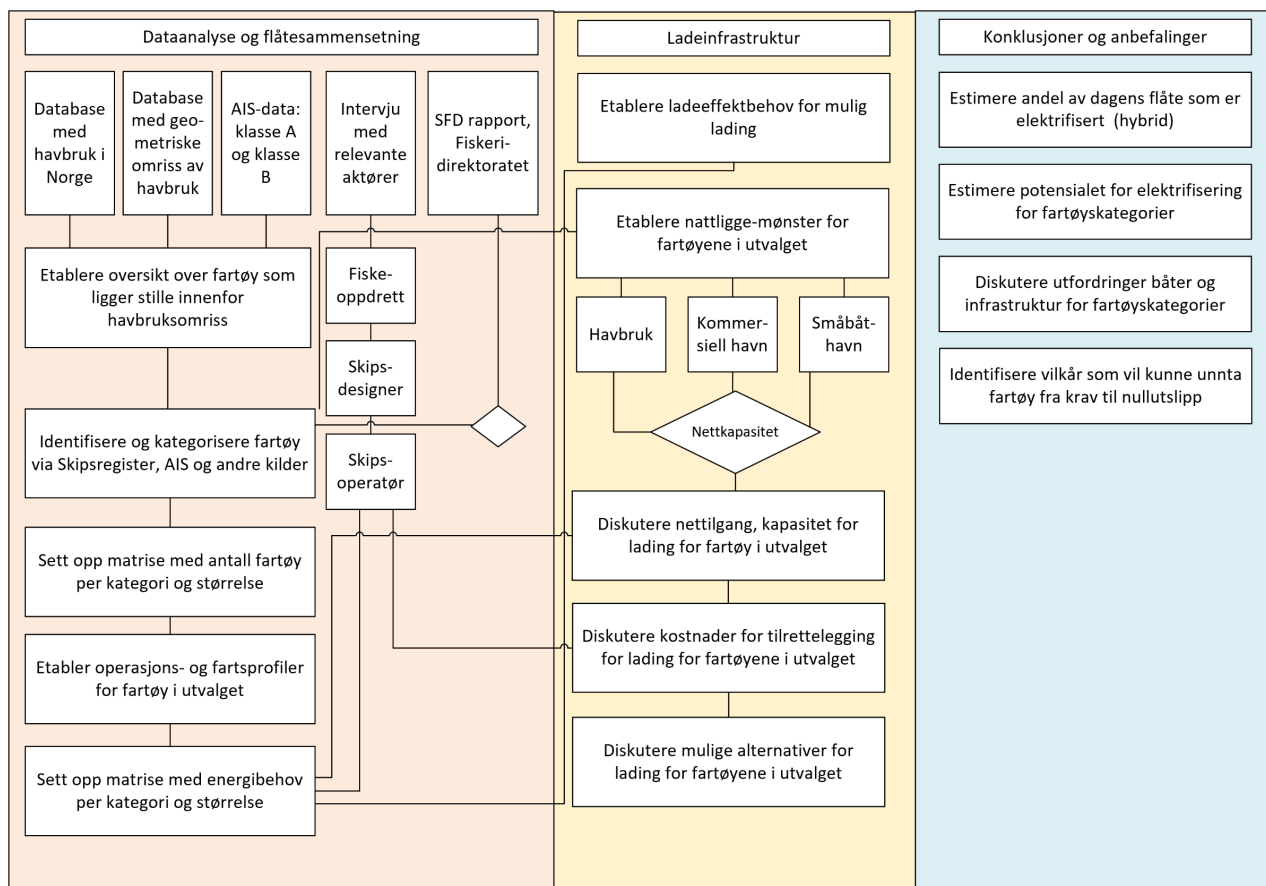 Dataanalyse og flåtesammensetning
Database
med
havbruk i
Norge
Database
med geo-
metriske
omriss av
havbruk
AIS-data:
klasse A
og klasse
B
Intervju
med
relevante
aktører
SFD rapport,
Fiskeri-
direktoratet
Etablere oversikt over fartøy som
ligger stille innenfor
havbruksomriss
Fiske-
oppdrett
Skips-
designer
Skips-
operatør
Identifisere og kategorisere fartøy
via Skipsregister, AIS og andre kilder
Sett opp matrise med antall fartøy
per kategori og størrelse
Etabler operasjons- og fartsprofiler
for fartøy i utvalget
Sett opp matrise med energibehov
per kategori og størrelse
Ladeinfrastruktur
Etablere ladeeffektbehov for mulig
lading
Etablere nattligge-mønster for
fartøyene i utvalget
Havbruk
Kommer-
siell havn
Småbåt-
havn
Nettkapasitet
Diskutere nettilgang, kapasitet for
lading for fartøy i utvalget
Diskutere kostnader for tilrettelegging
for lading for fartøyene i utvalget
Diskutere mulige alternativer for
lading for fartøyene i utvalget
Konklusjoner og anbefalinger
Estimere andel av dagens flåte som er
elektrifisert (hybrid)
Estimere potensialet for elektrifisering
for fartøyskategorier
Diskutere utfordringer båter og
infrastruktur for fartøyskategorier
Identifisere vilkår som vil kunne unnta
fartøy fra krav til nullutslipp